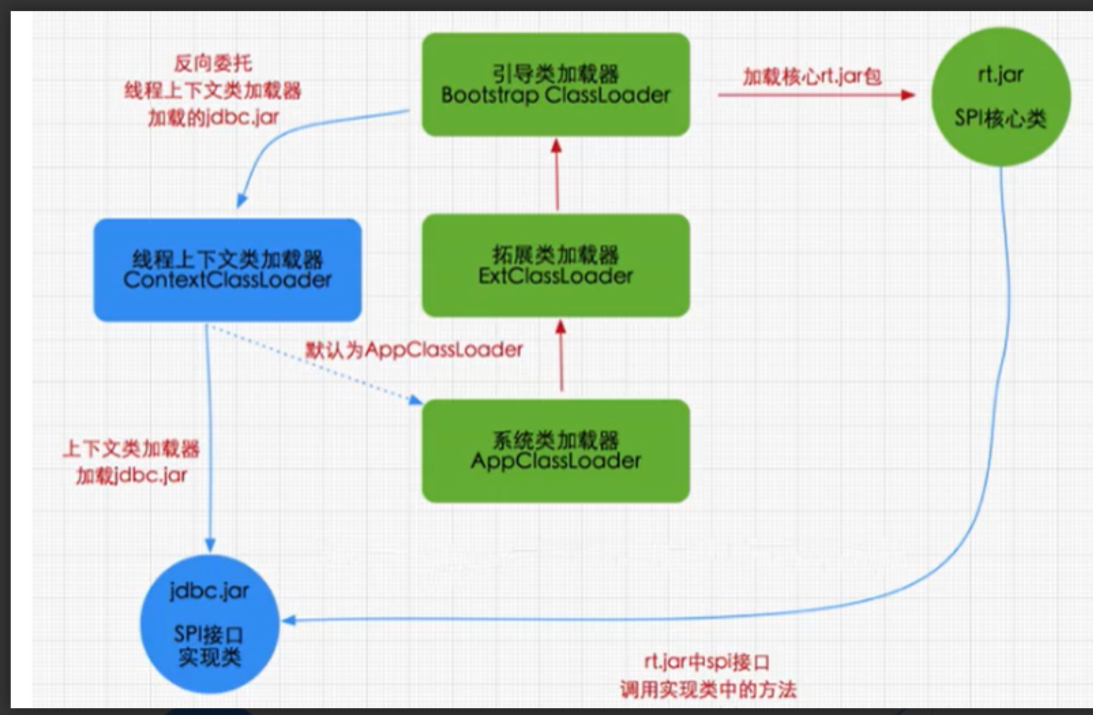 反向委托
线程上下文类加载器
加载的jdbc.jar
引导类加载器
Bootstrap ClassLoader
加载核心rt.jar包
rt.jar
SPI核心类
线程上下文类加载器
ContextClassLoader
拓展类加载器
ExtClassLoader
默认为AppClassLoader
上下文类加载器
加载jdbc.jar
系统类加载器
AppClassLoader
jdbc.jar
SPI接口
实现类
rt.jar中spi接口
调用实现类中的方法